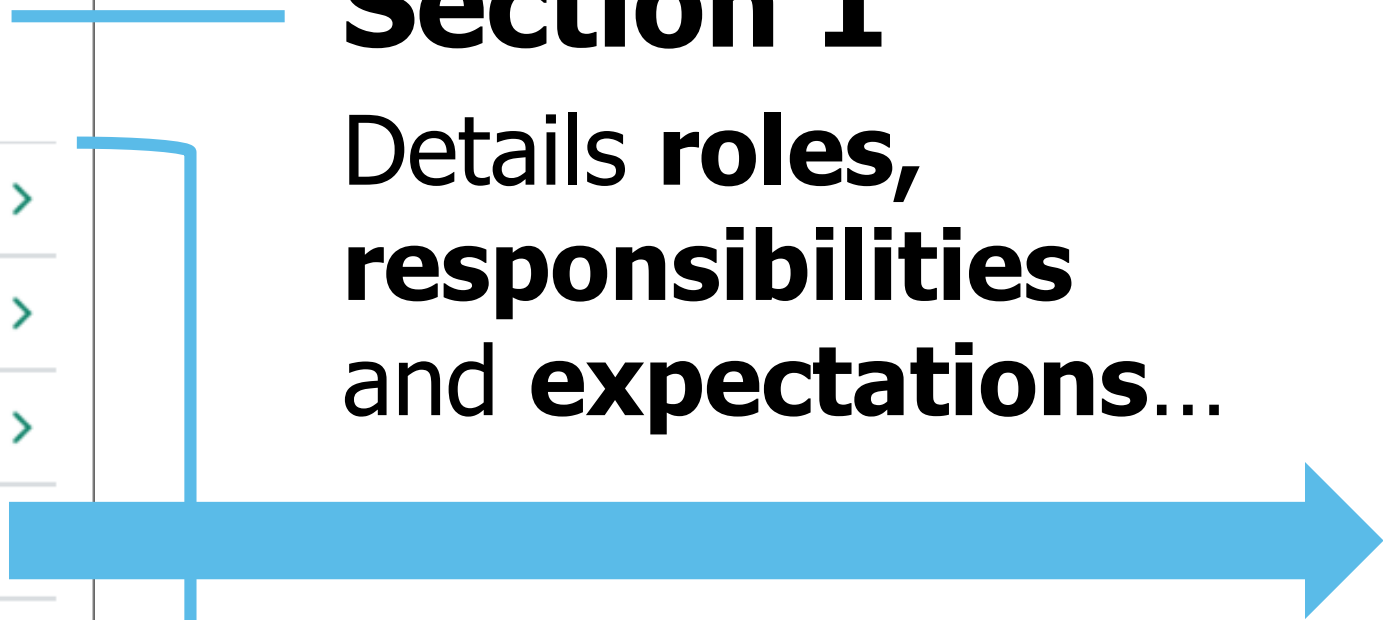 Section 1
Details roles,
responsibilities
and expectations...